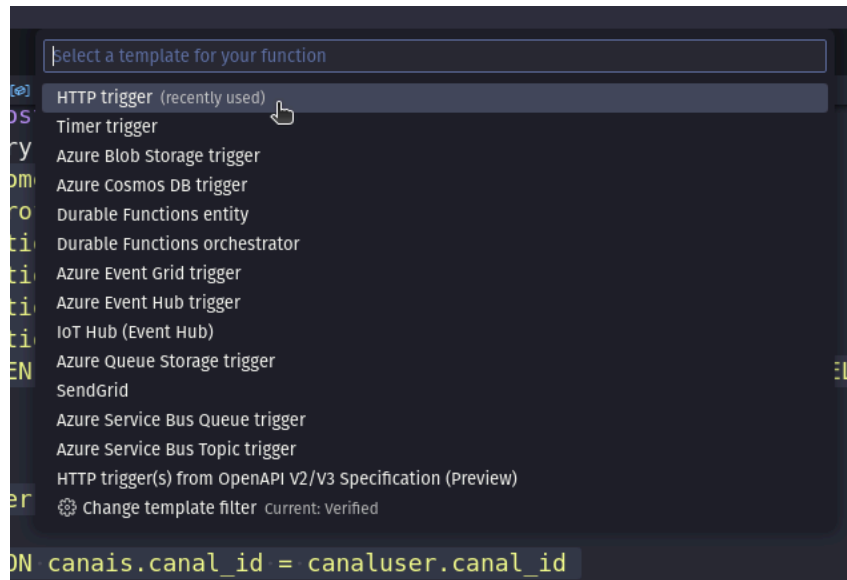 Select a template for your function
HTTP trigger (recently used)
Timer trigger
Azure Blob Storage trigger
Azure Cosmos DB trigger
Durable Functions entity
Durable Functions orchestrator
Azure Event Grid trigger
Azure Event Hub trigger
IoT Hub (Event Hub)
Azure Queue Storage trigger
SendGrid
Azure Service Bus Queue trigger
Azure Service Bus Topic trigger
HTTP trigger(s) from OpenAPI V2/V3 Specification (Preview)
Change template filter Current: Verified
ON canais.canal_id = canaluser.canal_id